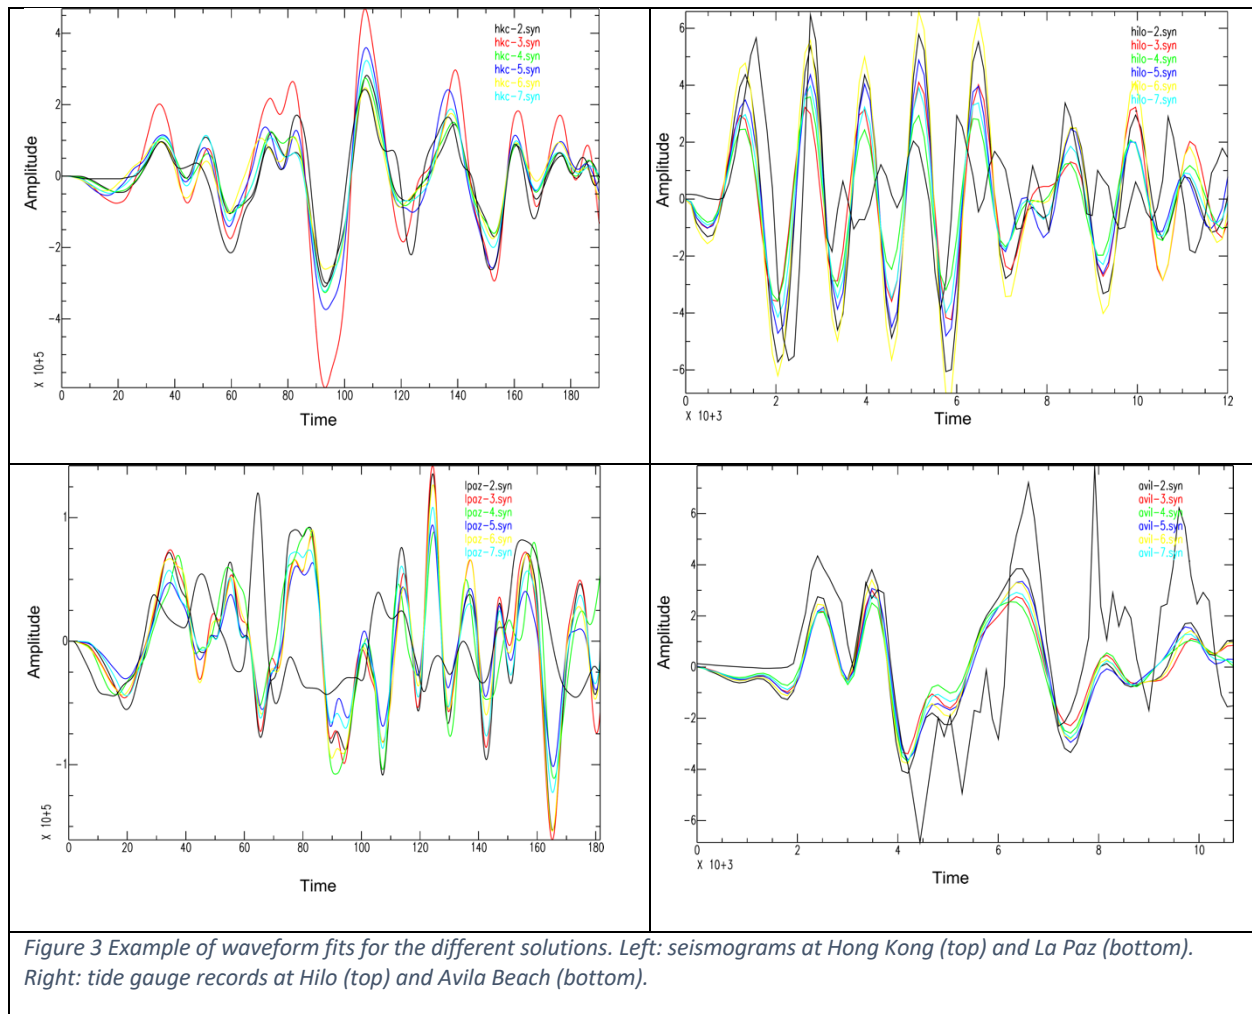 4
2
0
-2
-4
Amplitude
X 10+5
hkc-2.syn
hkc-3.syn
hkc-4.syn
hkc-5.syn
hkc-6.syn
hkc-7.syn
0 20 40 60 80 100 120 140 160 180
Time
6
4
2
0
-2
-4
-6
Amplitude
hilo-2.syn
hilo-3.syn
hilo-4.syn
hilo-5.syn
hilo-6.syn
hilo-7.syn
0 2 4 6 8 10 12
X 10+3
Time
1
0
-1
Amplitude
X 10+5
lpaz-2.syn
lpaz-3.syn
lpaz-4.syn
lpaz-5.syn
lpaz-6.syn
lpaz-7.syn
0 20 40 60 80 100 120 140 160 180
Time
6
4
2
0
-2
-4
-6
Amplitude
avil-2.syn
avil-3.syn
avil-4.syn
avil-5.syn
avil-6.syn
avil-7.syn
0 2 4 6 8 10
X 10+3
Time
Figure 3 Example of waveform fits for the different solutions. Left: seismograms at Hong Kong (top) and La Paz (bottom).
Right: tide gauge records at Hilo (top) and Avila Beach (bottom).